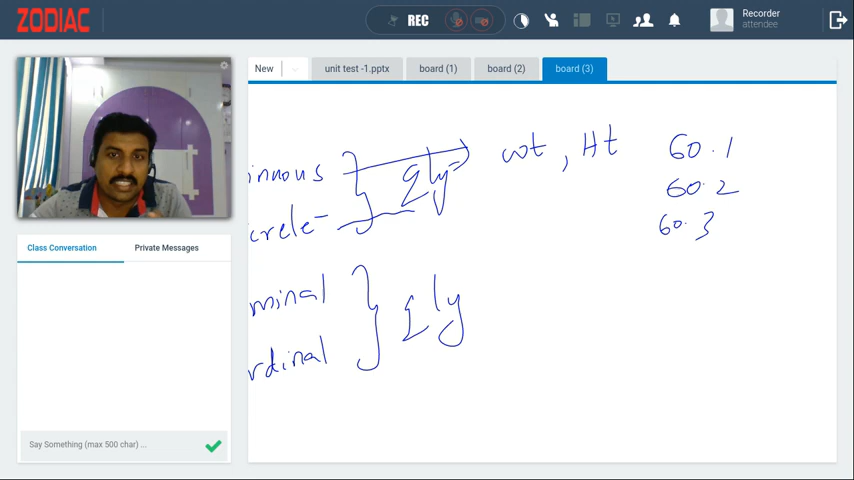 ZODIAC
REC
Recorder
attendee
New
unit test -1.pptx
board (1)
board (2)
board (3)
inuous } qly wt, Ht 60.1
60.2
crete 60.3
minal } qly
rdinal
Class Conversation
Private Messages
Say Something (max 500 char) ...